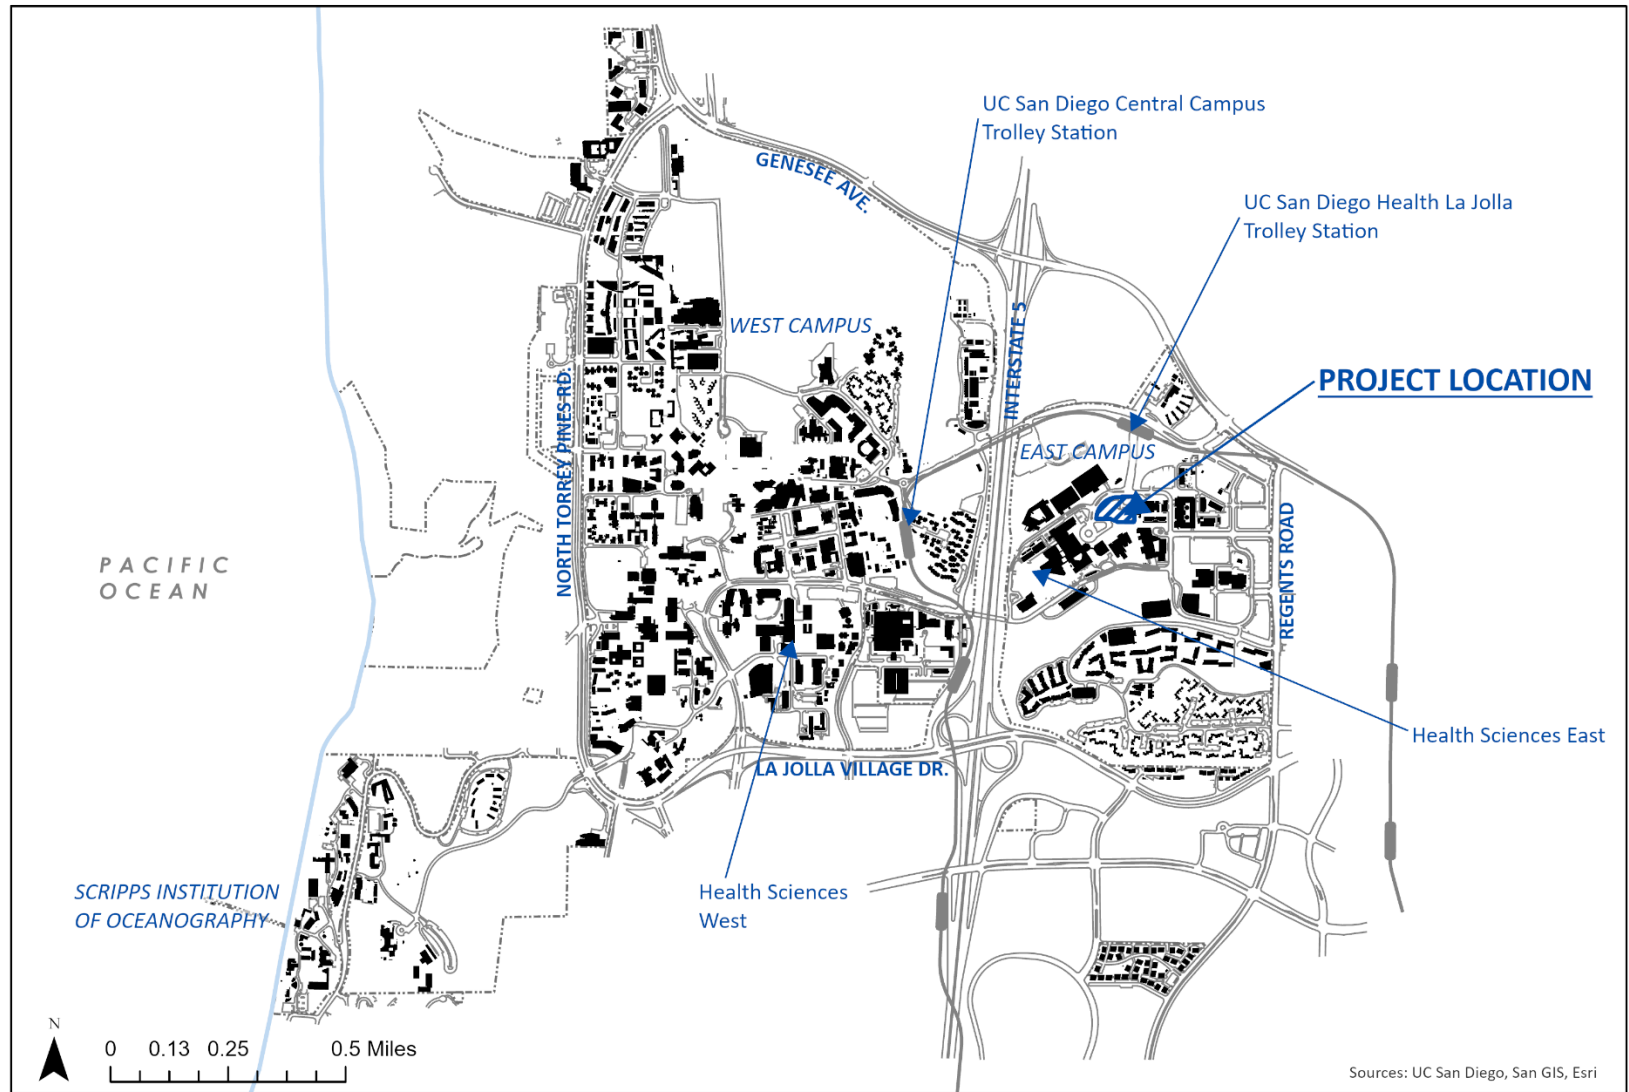 UC San Diego Central Campus
Trolley Station
GENESEE AVE.
UC San Diego Health La Jolla
Trolley Station
WEST CAMPUS
INTERSTATE 5
PROJECT LOCATION
EAST CAMPUS
NORTH TORREY PINES RD.
REGENTS ROAD
PACIFIC
OCEAN
Health Sciences East
LA JOLLA VILLAGE DR.
Health Sciences
West
SCRIPPS INSTITUTION
OF OCEANOGRAPHY
N
0 0.13 0.25 0.5 Miles
Sources: UC San Diego, San GIS, Esri